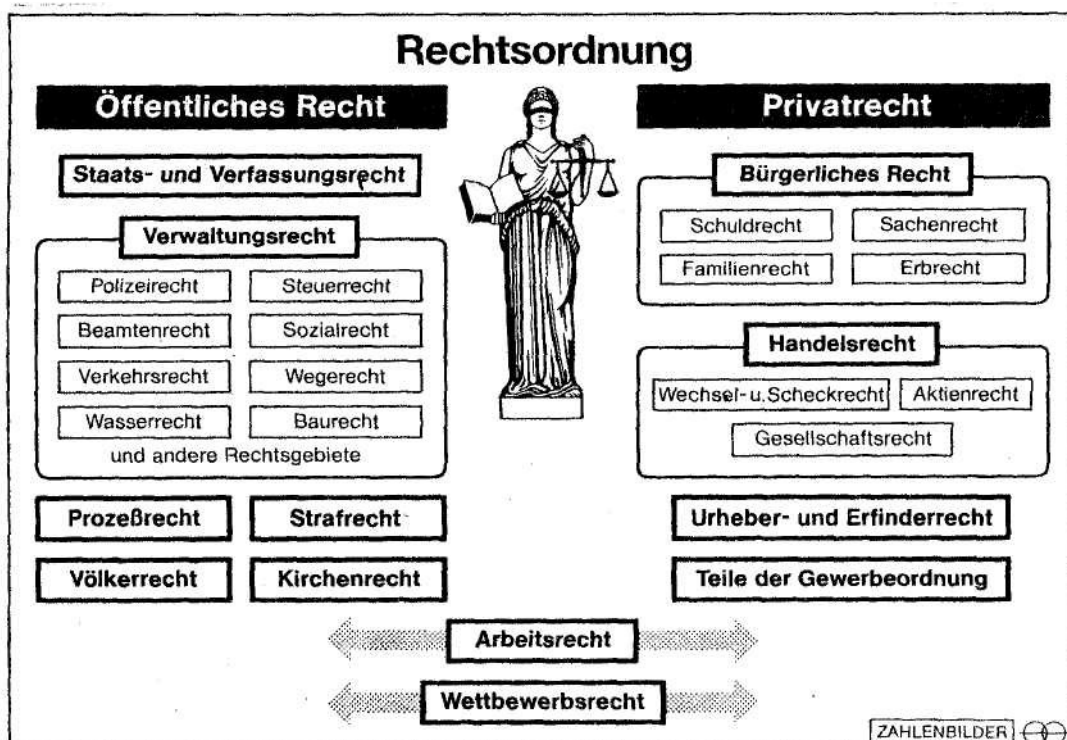 Rechtsordnung
Öffentliches Recht
Staats- und Verfassungsrecht
Verwaltungsrecht
Polizeirecht
Steuerrecht
Beamtenrecht
Sozialrecht
Verkehrsrecht
Wegerecht
Wasserrecht
Baurecht
und andere Rechtsgebiete
Prozeßrecht
Strafrecht
Völkerrecht
Kirchenrecht
Privatrecht
Bürgerliches Recht
Schuldrecht
Sachenrecht
Familienrecht
Erbrecht
Handelsrecht
Wechsel- u. Scheckrecht
Aktienrecht
Gesellschaftsrecht
Urheber- und Erfinderrecht
Teile der Gewerbeordnung
Arbeitsrecht
Wettbewerbsrecht
ZAHLENBILDER